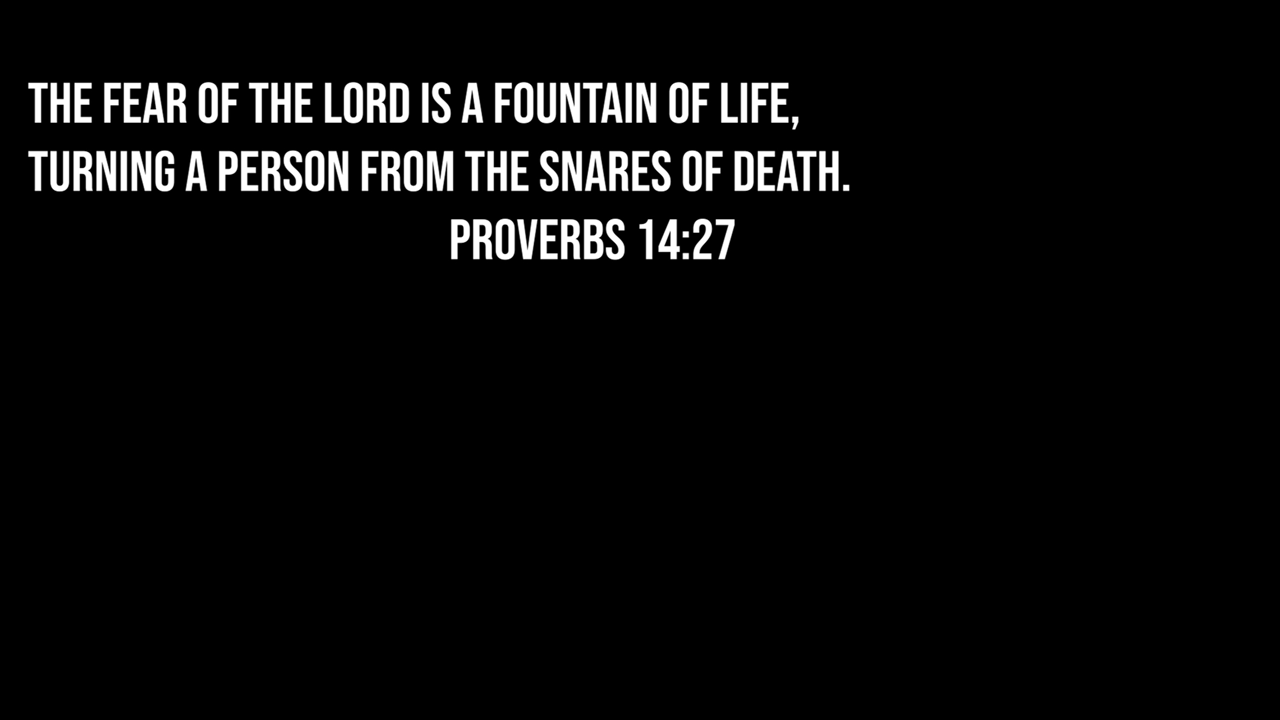 THE FEAR OF THE LORD IS A FOUNTAIN OF LIFE,
TURNING A PERSON FROM THE SNARES OF DEATH.
PROVERBS 14:27